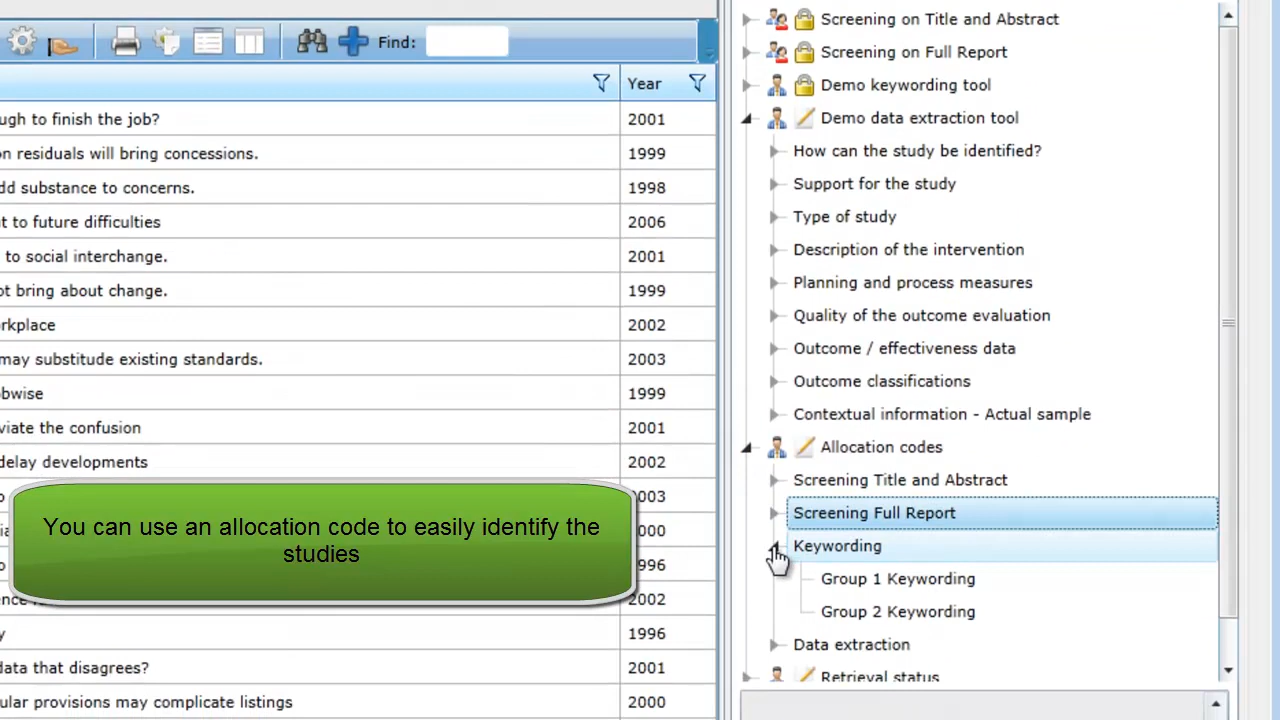 Find:
Year
ugh to finish the job? 2001
on residuals will bring concessions. 1999
dd substance to concerns. 1998
t to future difficulties 2006
to social interchange. 2001
ot bring about change. 1999
rkplace 2002
may substitute existing standards. 2003
obwise 1999
viate the confusion 2001
delay developments 2002
003
000
996
2002
y 1996
data that disagrees? 2001
ular provisions may complicate listings 2000
You can use an allocation code to easily identify the
studies
Screening on Title and Abstract
Screening on Full Report
Demo keywording tool
Demo data extraction tool
How can the study be identified?
Support for the study
Type of study
Description of the intervention
Planning and process measures
Quality of the outcome evaluation
Outcome / effectiveness data
Outcome classifications
Contextual information - Actual sample
Allocation codes
Screening Title and Abstract
Screening Full Report
Keywording
Group 1 Keywording
Group 2 Keywording
Data extraction
Retrieval status